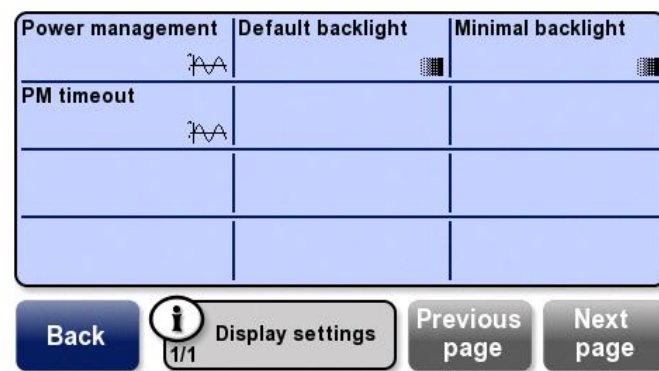 Power management Default backlight Minimal backlight
PM timeout
Back
i
1/1
Display settings
Previous
page
Next
page